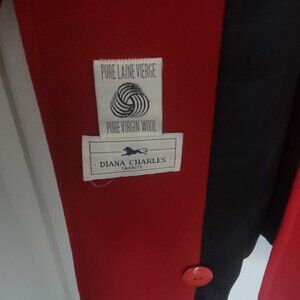 PURE LAINE VIERGE
PURE VIRGIN WOOL
DIANA CHARLES